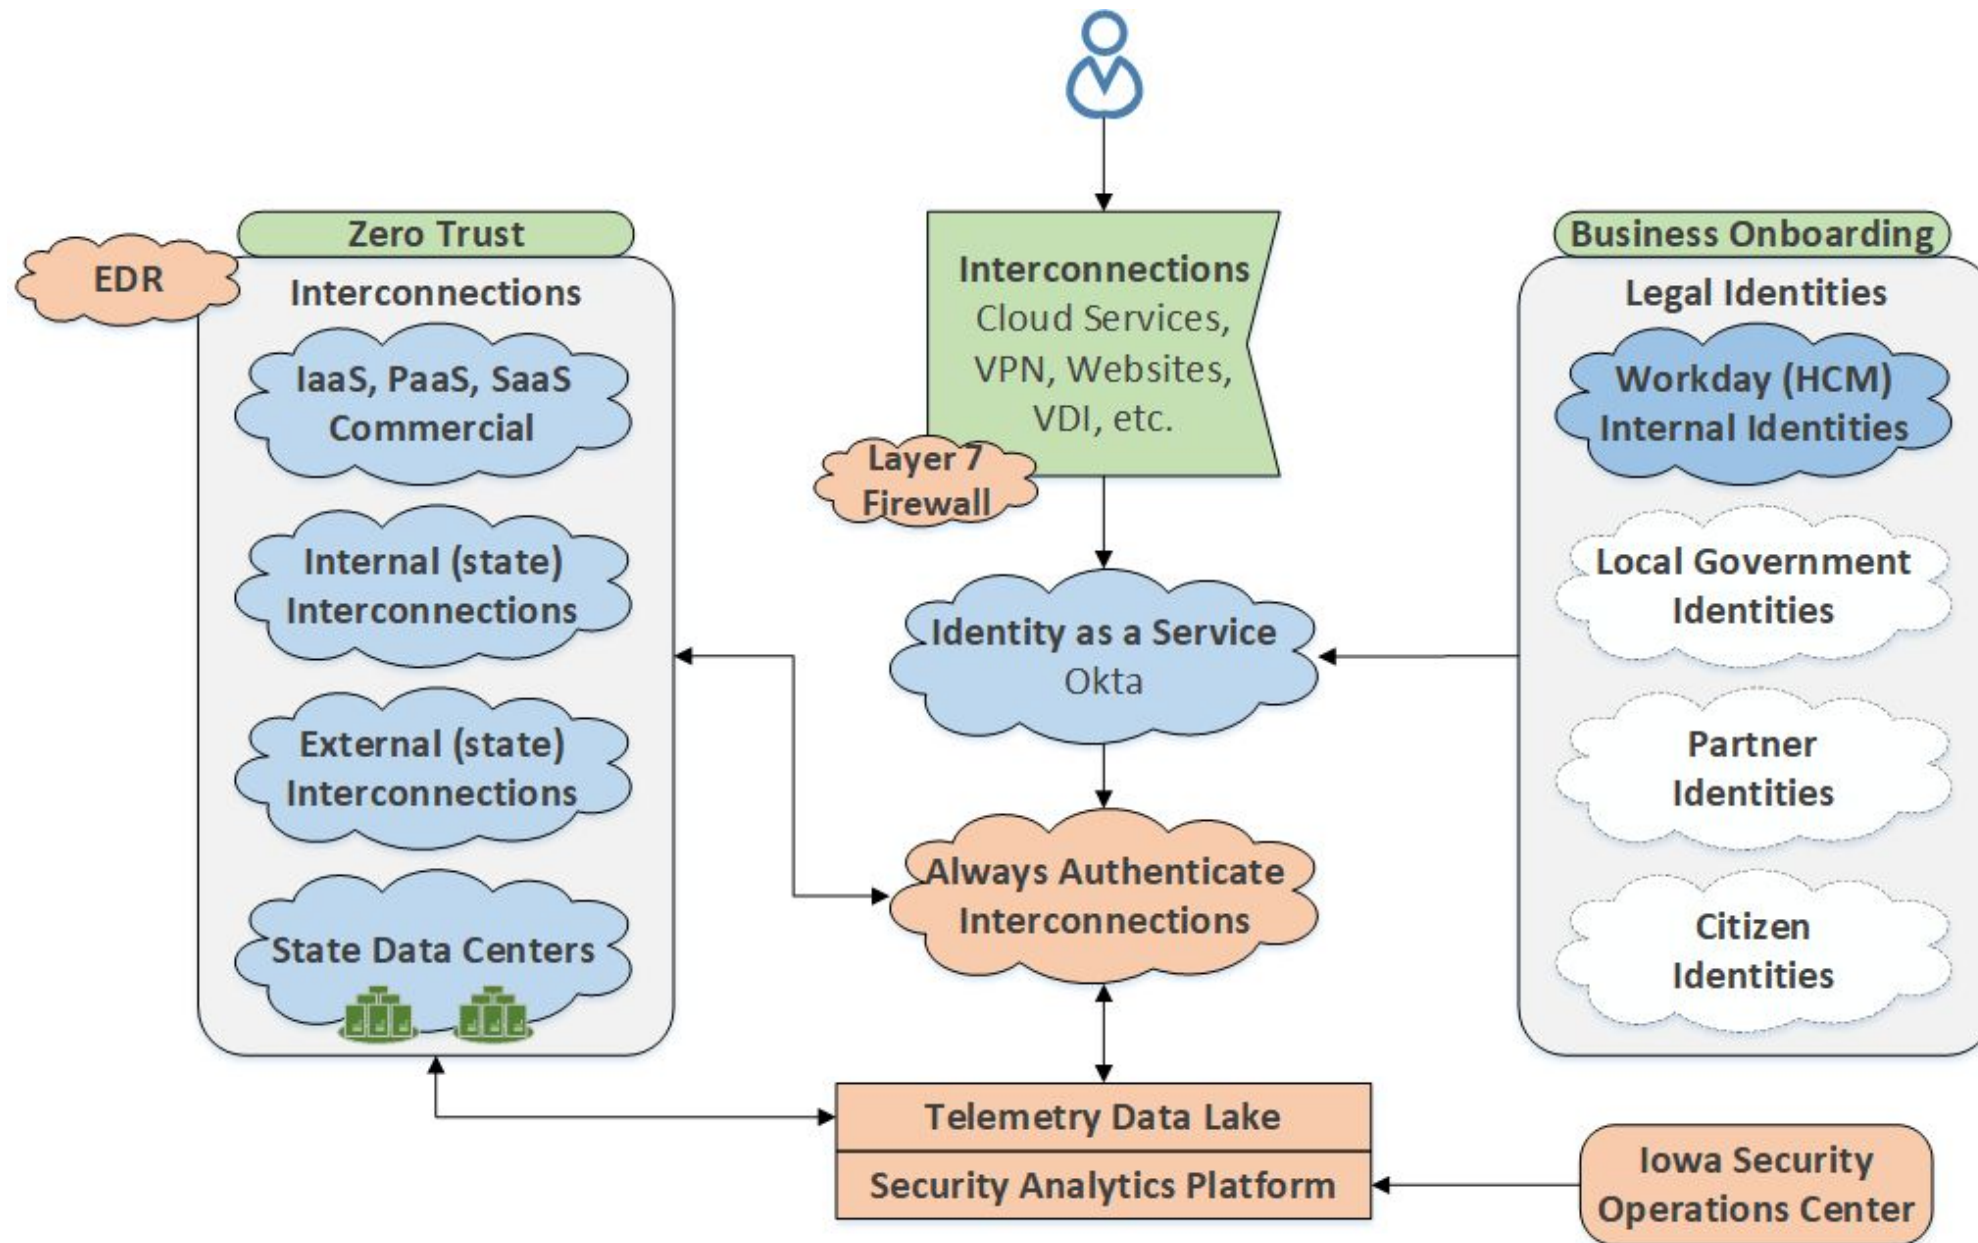 Zero Trust
EDR
Interconnections
IaaS, PaaS, SaaS
Commercial
Internal (state)
Interconnections
External (state)
Interconnections
State Data Centers
Interconnections
Cloud Services,
VPN, Websites,
VDI, etc.
Layer 7
Firewall
Identity as a Service
Okta
Always Authenticate
Interconnections
Telemetry Data Lake
Security Analytics Platform
Business Onboarding
Legal Identities
Workday (HCM)
Internal Identities
Local Government
Identities
Partner
Identities
Citizen
Identities
Iowa Security
Operations Center